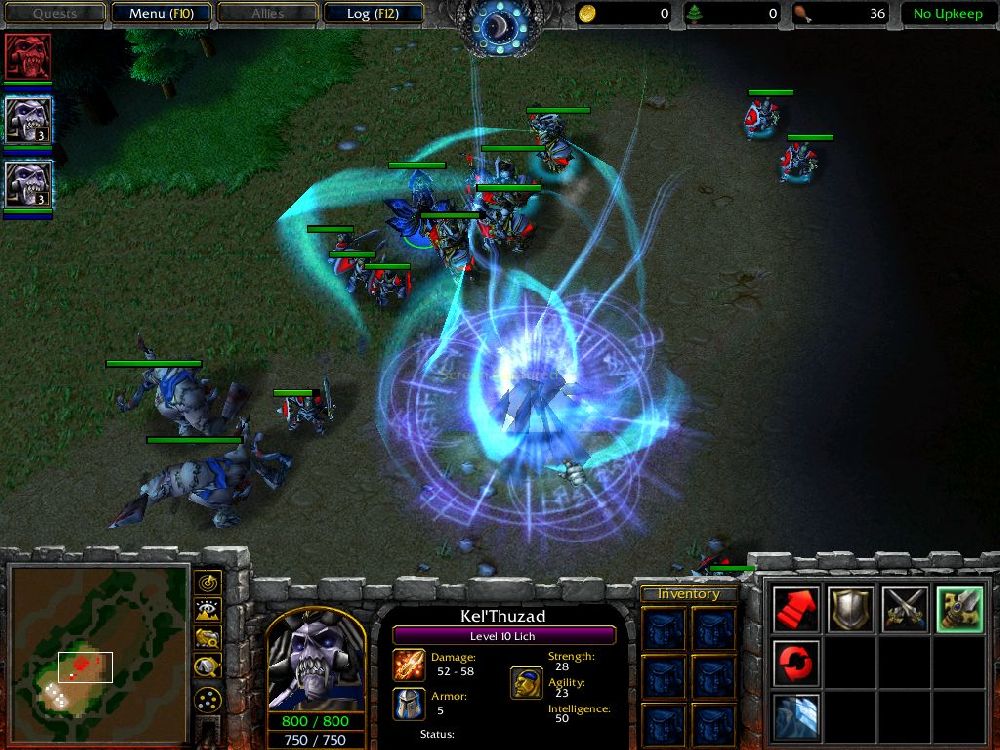 Quests
Menu (F10)
Allies
Log (F12)
0
0
36
No Upkeep
3
3
Kel'Thuzad
Level 10 Lich
Damage:
52 - 58
Armor:
5
Status:
Strength:
28
Agility:
23
Intelligence:
50
Inventory
800 / 800
750 / 750